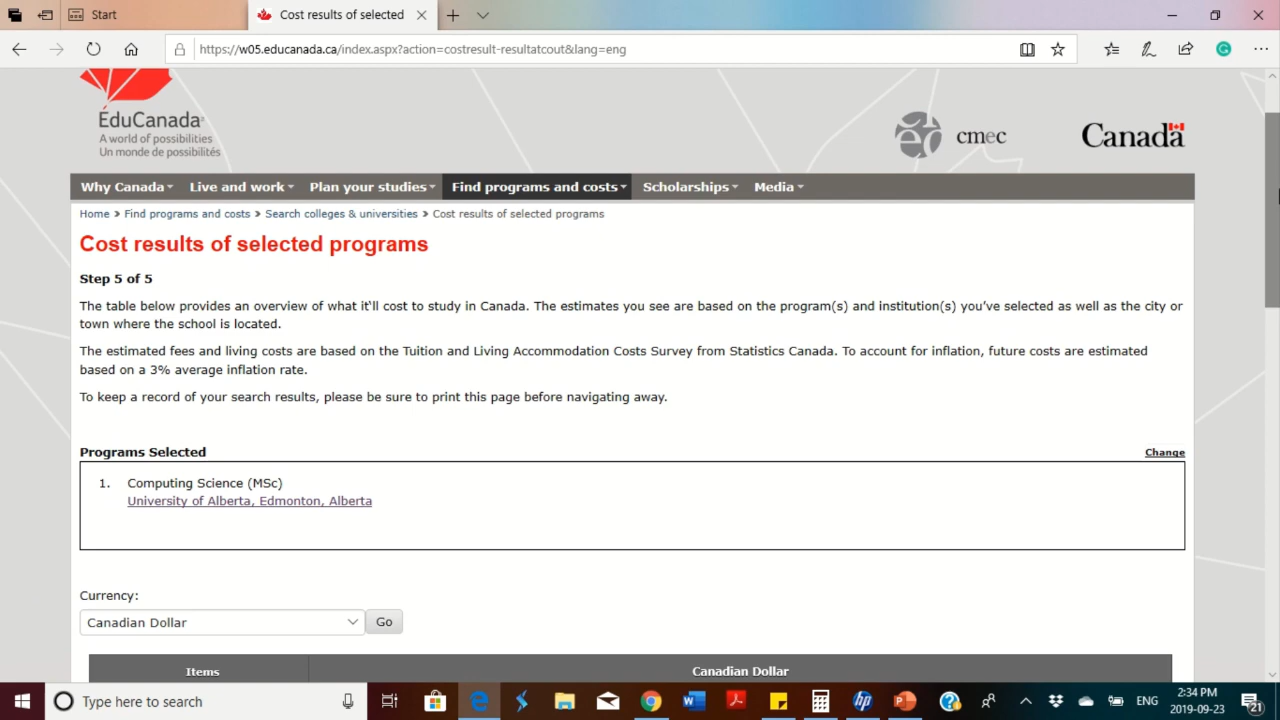 Start
Cost results of selected
https://w05.educanada.ca/index.aspx?action=costresult-resultatcout&lang=eng
ÉduCanada
A world of possibilities
Un monde de possibilités
cmec
Canada
Why Canada
Live and work
Plan your studies
Find programs and costs
Scholarships
Media
Home » Find programs and costs » Search colleges & universities » Cost results of selected programs
Cost results of selected programs
Step 5 of 5
The table below provides an overview of what it'll cost to study in Canada. The estimates you see are based on the program(s) and institution(s) you've selected as well as the city or
town where the school is located.
The estimated fees and living costs are based on the Tuition and Living Accommodation Costs Survey from Statistics Canada. To account for inflation, future costs are estimated
based on a 3% average inflation rate.
To keep a record of your search results, please be sure to print this page before navigating away.
Programs Selected
Change
1. Computing Science (MSc)
University of Alberta, Edmonton, Alberta
Currency:
Canadian Dollar
Go
Items
Canadian Dollar
Type here to search
ENG
2:34 PM
2019-09-23
21